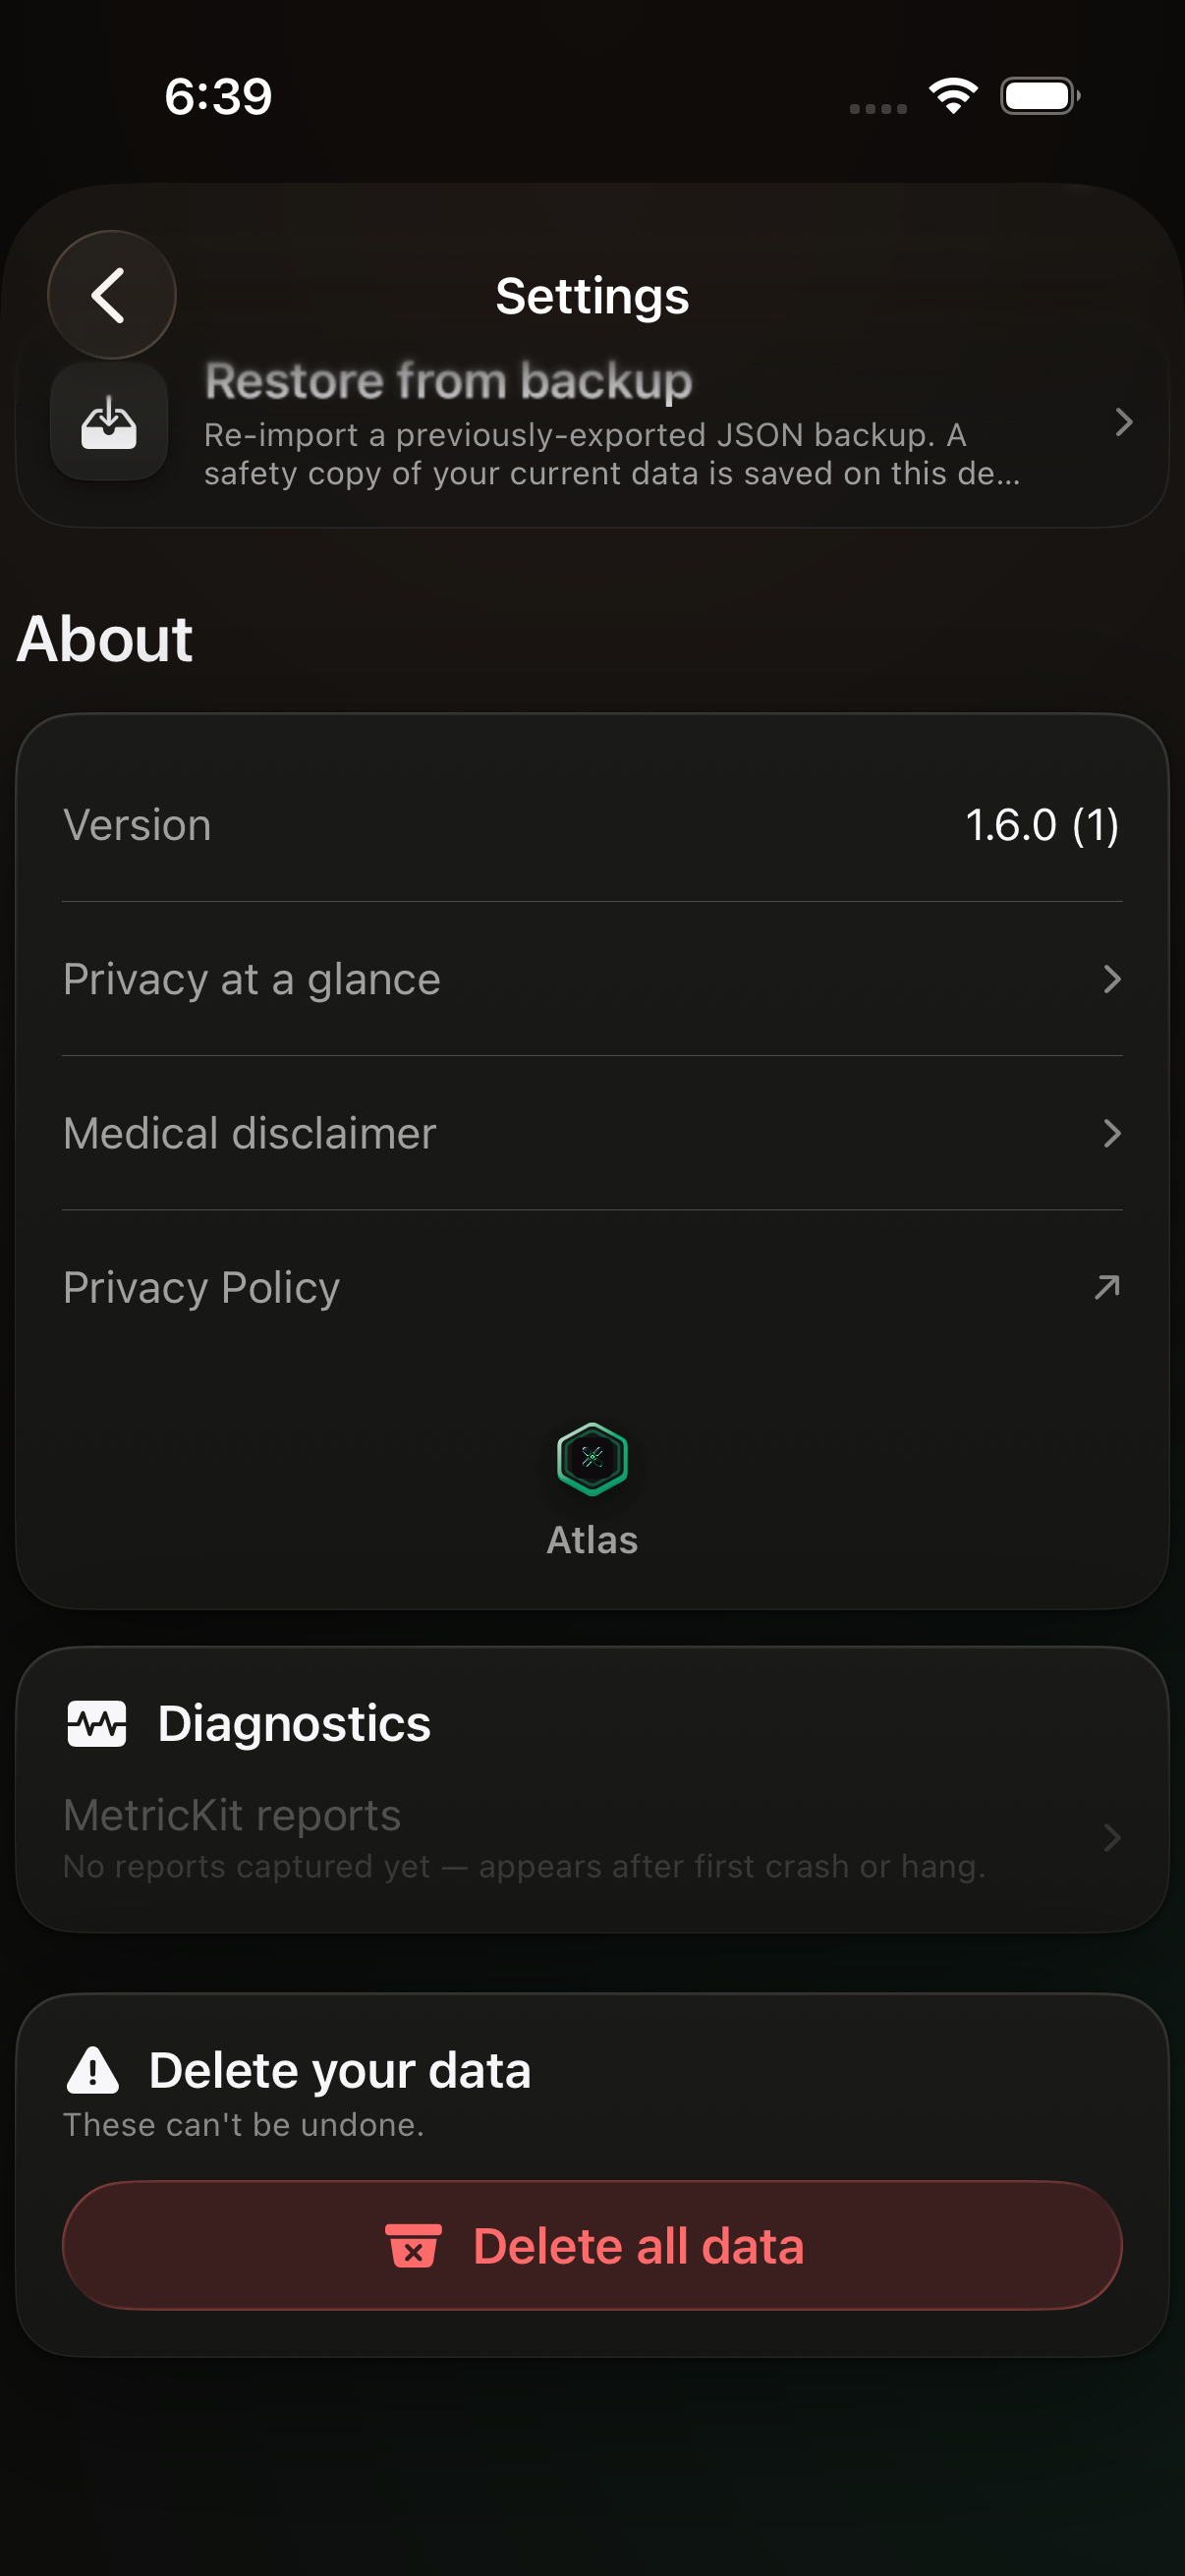 6:39
Settings
Restore from backup
Re-import a previously-exported JSON backup. A
safety copy of your current data is saved on this de...
About
Version 1.6.0 (1)
Privacy at a glance
Medical disclaimer
Privacy Policy
Atlas
Diagnostics
MetricKit reports
No reports captured yet — appears after first crash or hang.
Delete your data
These can't be undone.
Delete all data